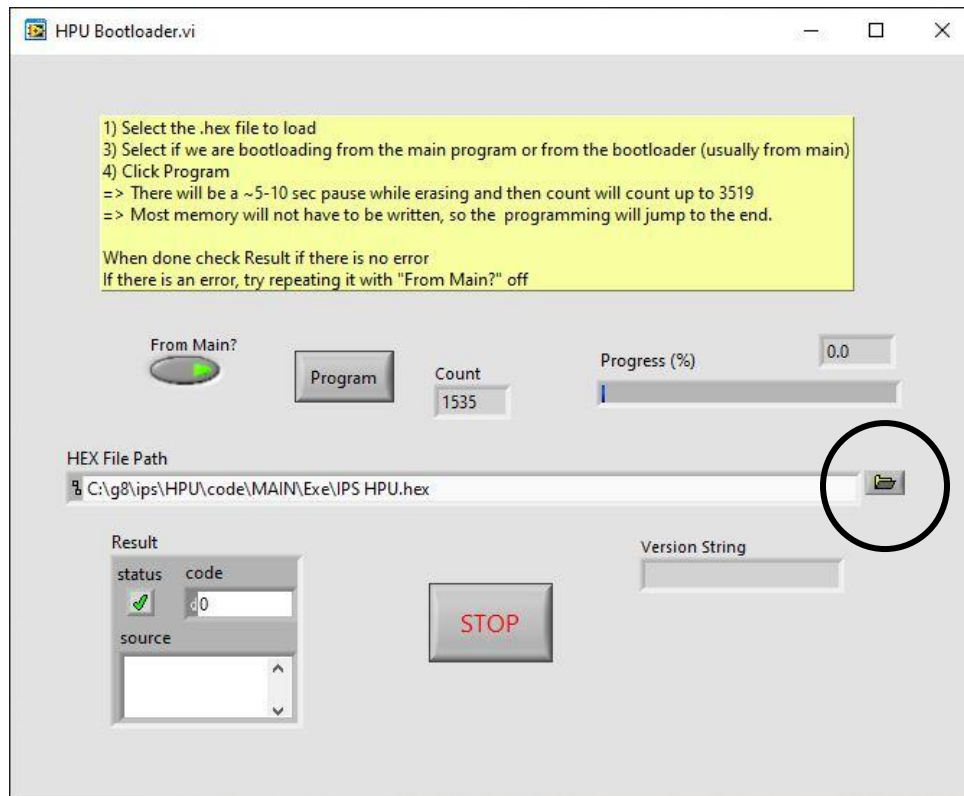 HPU Bootloader.vi
1) Select the .hex file to load
3) Select if we are bootloading from the main program or from the bootloader (usually from main)
4) Click Program
=> There will be a ~5-10 sec pause while erasing and then count will count up to 3519
=> Most memory will not have to be written, so the  programming will jump to the end.
When done check Result if there is no error
If there is an error, try repeating it with "From Main?" off
From Main?
Program
Count
1535
Progress (%)
0.0
HEX File Path
C:\g8\ips\HPU\code\MAIN\Exe\IPS HPU.hex
Result
status
code
d0
source
STOP
Version String